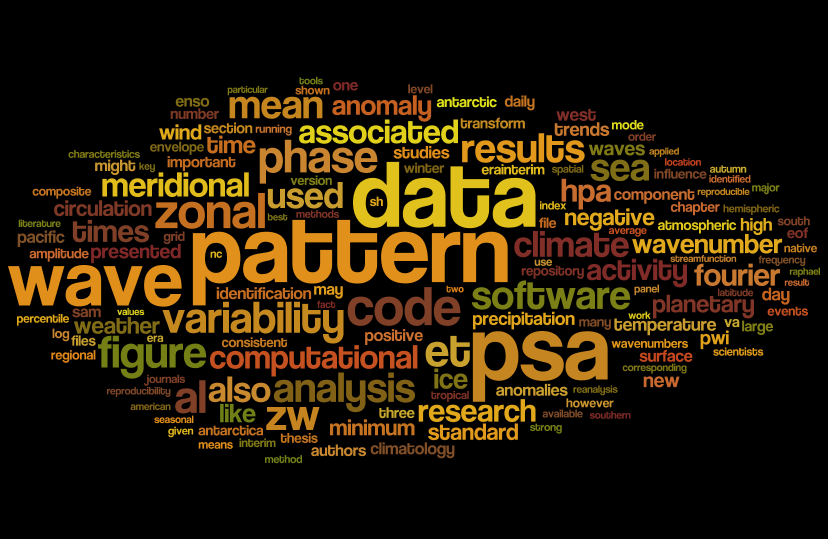 tools
particular
shown
one
level
enso
mean
anomaly
antarctic
daily
number
west
wind
section
running
associated
transform
trends
mode
order
envelope
time
phase
studies
results
waves
applied
characteristics
might
key
important
winter
erainterim
spatial
sea
location
autumn
influence
identified
composite
meridional
version
used
data
sh
hpa
component
reproducible
major
circulation
zonal
best
methods
index
file
negative
chapter
hemispheric
literature
times
pacific
grid
pattern
average
atmospheric
high
south
eof
amplitude
presented
nc
climate
wavenumber
native
use
streamfunction
frequency
wave
repository
activity
fourier
raphael
result
identification
may
fact
two
code
software
panel
latitude
day
planetary
events
percentile
sam
values
variability
precipitation
many
work
temperature
va
large
log
weather
era
files
positive
psa
wavenumbers
pwi
scientists
regional
figure
consistent
computational
et
surface
corresponding
journals
ice
new
reproducibility
al
also
analysis
tropical
anomalies
reanalysis
american
like
zw
three
research
however
available
southern
seasonal
given
antarctica
minimum
standard
strong
means
interim
thesis
authors
climatology
method